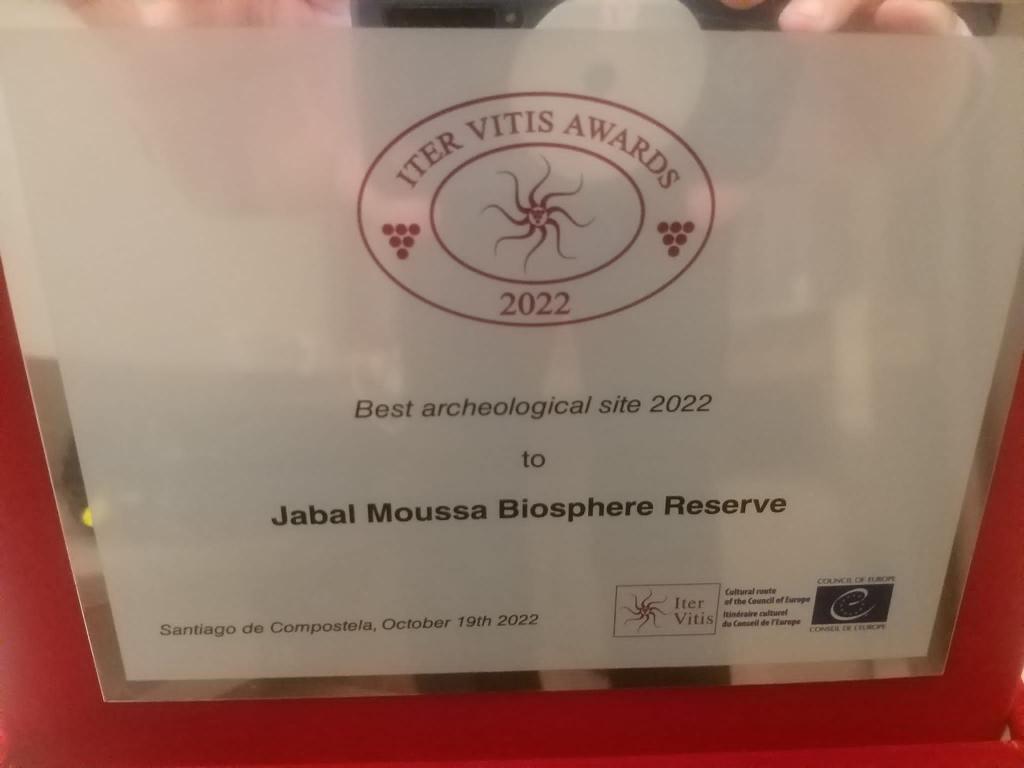 ITER VITIS AWARDS
2022
Best archeological site 2022
to
Jabal Moussa Biosphere Reserve
Santiago de Compostela, October 19th 2022
Iter
Vitis
Cultural route
of the Council of Europe
Itinéraire culturel
du Conseil de l'Europe
COUNCIL OF EUROPE
CONSEIL DE L'EUROPE